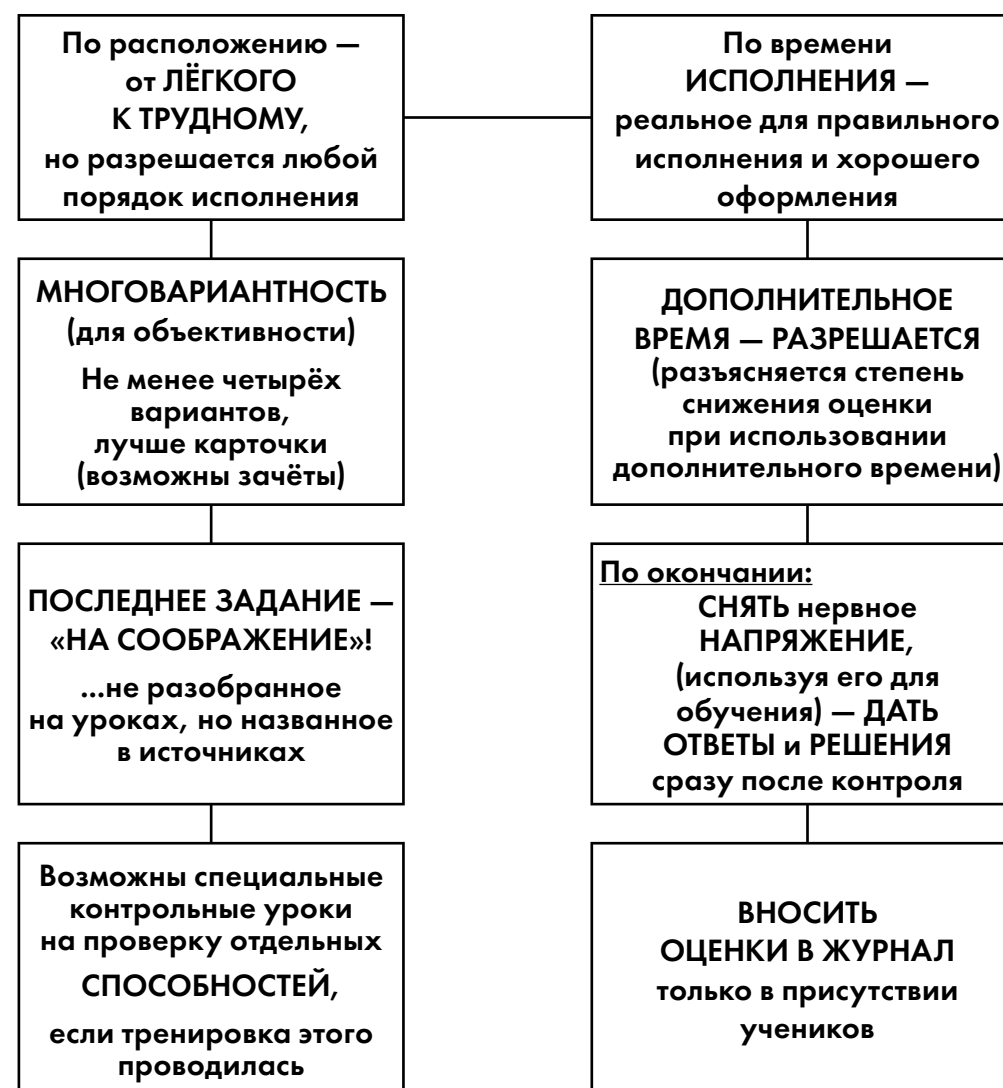 По расположению —
от ЛЁГКОГО
К ТРУДНОМУ,
но разрешается любой
порядок исполнения
МНОГОВАРИАНТНОСТЬ
(для объективности)
Не менее четырёх
вариантов,
лучше карточки
(возможны зачёты)
ПОСЛЕДНЕЕ ЗАДАНИЕ —
«НА СООБРАЖЕНИЕ»!
...не разобранное
на уроках, но названное
в источниках
Возможны специальные
контрольные уроки
на проверку отдельных
СПОСОБНОСТЕЙ,
если тренировка этого
проводилась
По времени
ИСПОЛНЕНИЯ —
реальное для правильного
исполнения и хорошего
оформления
ДОПОЛНИТЕЛЬНОЕ
ВРЕМЯ — РАЗРЕШАЕТСЯ
(разъясняется степень
снижения оценки
при использовании
дополнительного времени)
По окончании:
СНЯТЬ нервное
НАПРЯЖЕНИЕ,
(используя его для
обучения) — ДАТЬ
ОТВЕТЫ и РЕШЕНИЯ
сразу после контроля
ВНОСИТЬ
ОЦЕНКИ В ЖУРНАЛ
только в присутствии
учеников